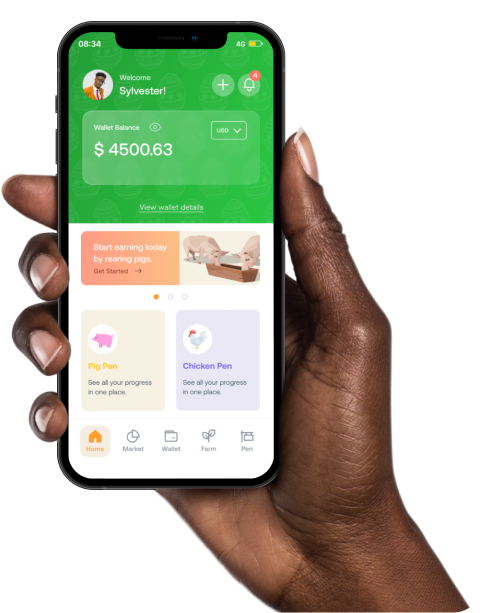 08:34
4G
Welcome
Sylvester!
4
Wallet Balance
USD
$ 4500.63
View wallet details
Start earning today
by rearing pigs.
Get Started →
Pig Pen
See all your progress
in one place.
Chicken Pen
See all your progress
in one place.
Home
Market
Wallet
Farm
Pen